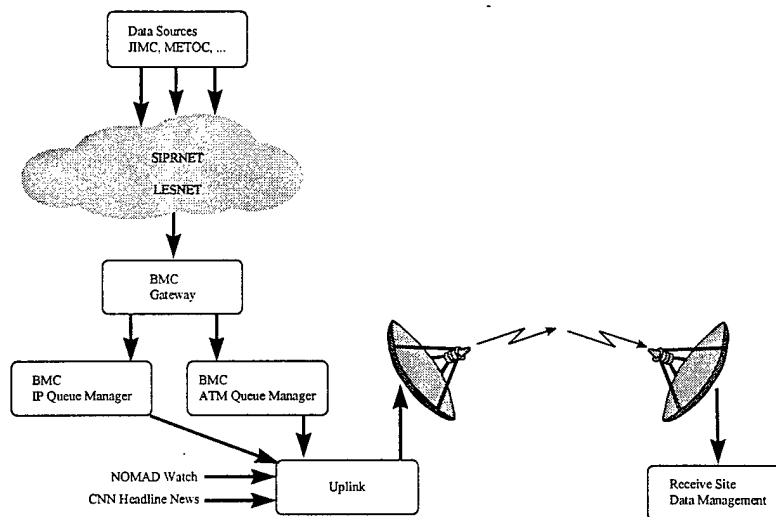 Data Sources
JIMC, METOC, ...
SIPRNET
LESNET
BMC
Gateway
BMC
IP Queue Manager
BMC
ATM Queue Manager
NOMAD Watch
CNN Headline News
Uplink
Receive Site
Data Management